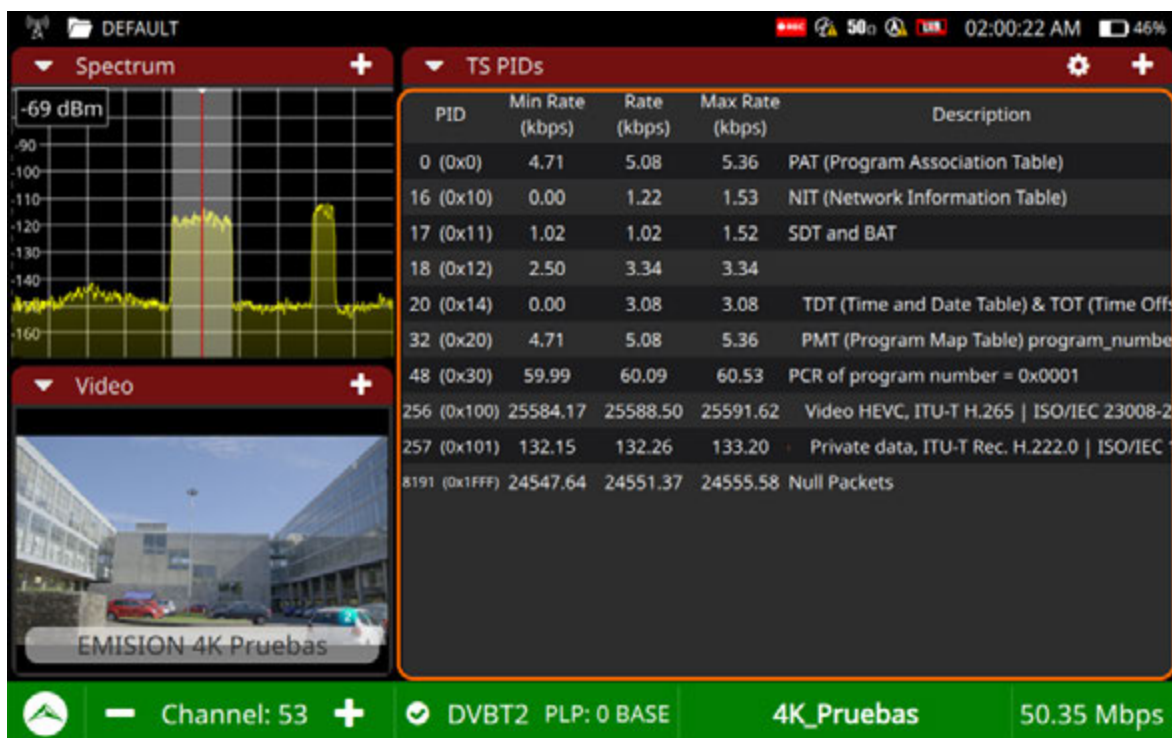 DEFAULT
REC 50Ω 02:00:22 AM 46%
Spectrum +
-69 dBm
-90
-100
-110
-120
-130
-140
-160
Video +
EMISION 4K Pruebas
TS PIDs +
PID Min Rate (kbps) Rate (kbps) Max Rate (kbps) Description
0 (0x0) 4.71 5.08 5.36 PAT (Program Association Table)
16 (0x10) 0.00 1.22 1.53 NIT (Network Information Table)
17 (0x11) 1.02 1.02 1.52 SDT and BAT
18 (0x12) 2.50 3.34 3.34
20 (0x14) 0.00 3.08 3.08 TDT (Time and Date Table) & TOT (Time Offs
32 (0x20) 4.71 5.08 5.36 PMT (Program Map Table) program_numbe
48 (0x30) 59.99 60.09 60.53 PCR of program number = 0x0001
256 (0x100) 25584.17 25588.50 25591.62 Video HEVC, ITU-T H.265 | ISO/IEC 23008-2
257 (0x101) 132.15 132.26 133.20 Private data, ITU-T Rec. H.222.0 | ISO/IEC
8191 (0x1FFF) 24547.64 24551.37 24555.58 Null Packets
− Channel: 53 + DVBT2 PLP: 0 BASE 4K_Pruebas 50.35 Mbps